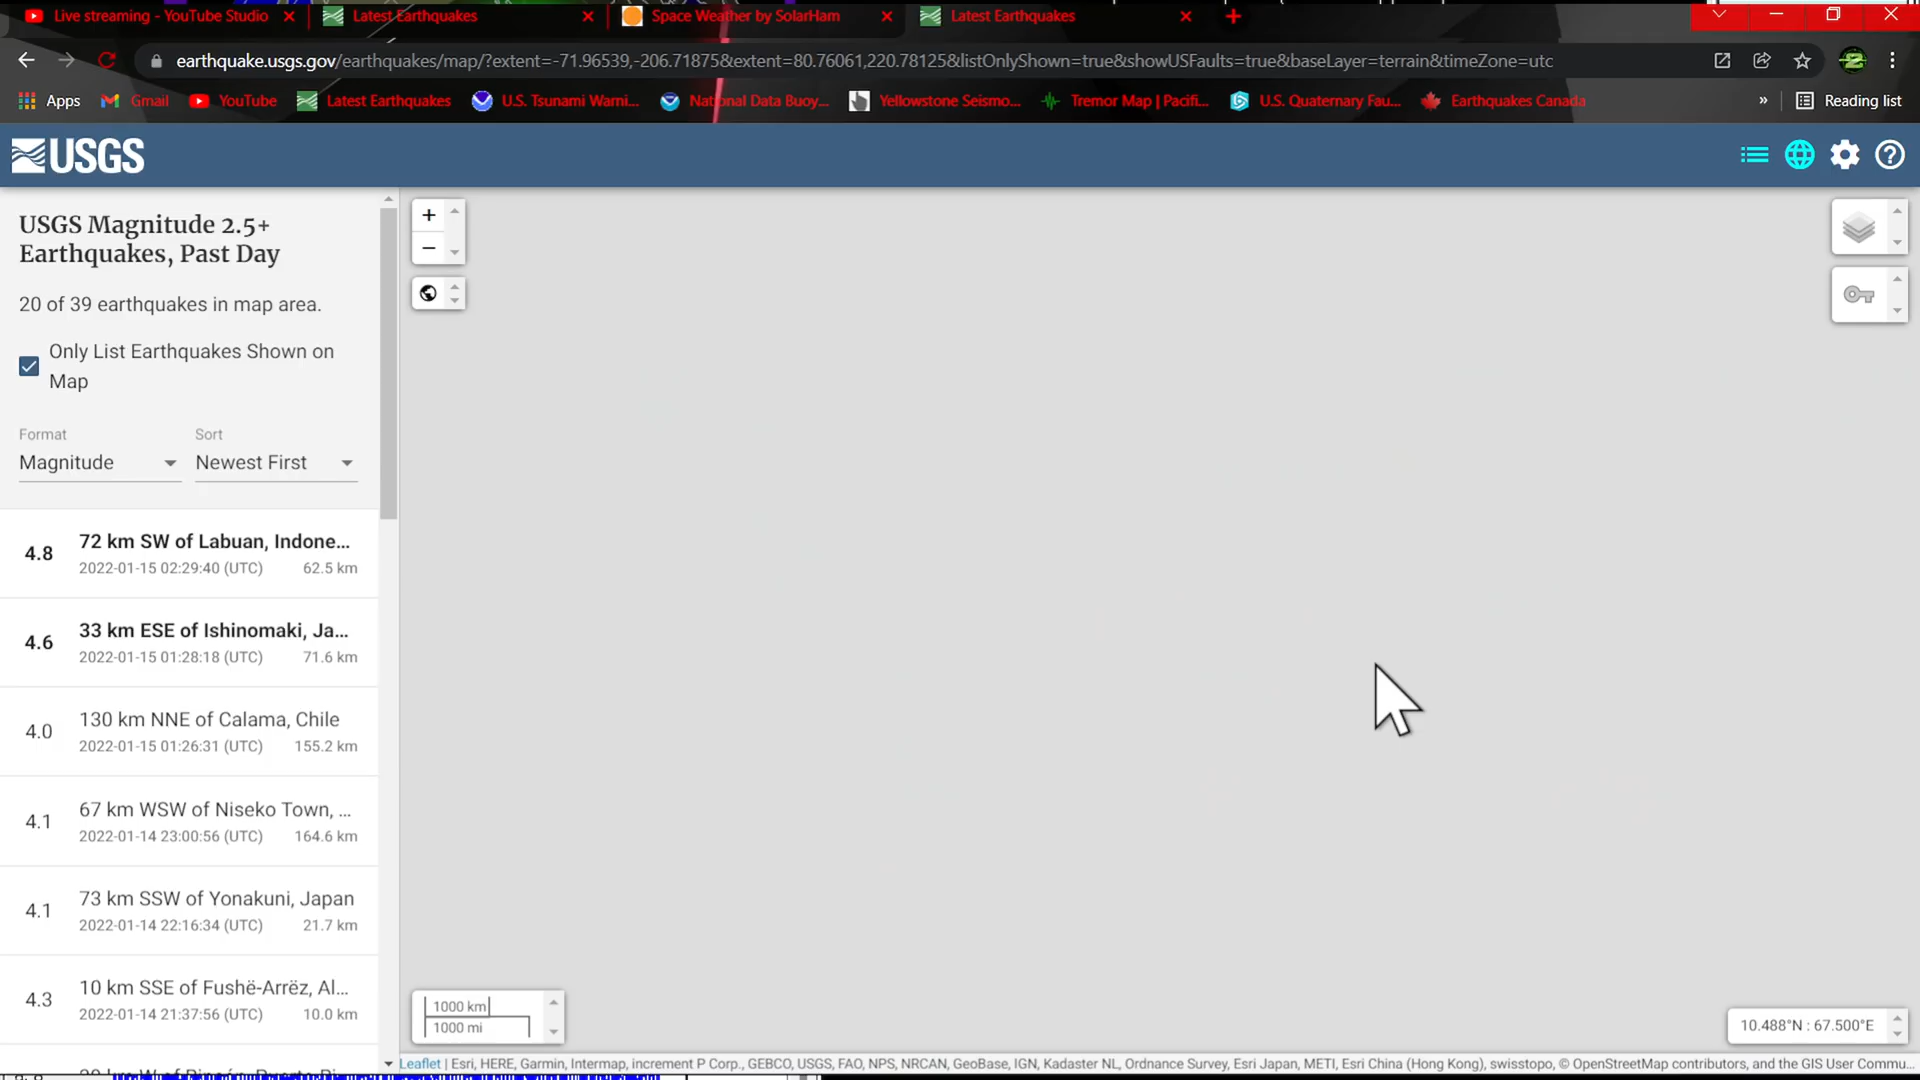 Live streaming - YouTube Studio
Latest Earthquakes
Space Weather by SolarHam
Latest Earthquakes
earthquake.usgs.gov/earthquakes/map/?extent=-71.96539,-206.71875&extent=80.76061,220.78125&listOnlyShown=true&showUSFaults=true&baseLayer=terrain&timeZone=utc
Apps
Gmail
YouTube
Latest Earthquakes
U.S. Tsunami Warni...
National Data Buoy...
Yellowstone Seismo...
Tremor Map | Pacifi...
U.S. Quaternary Fau...
Earthquakes Canada
»
Reading list
USGS
USGS Magnitude 2.5+
Earthquakes, Past Day
20 of 39 earthquakes in map area.
Only List Earthquakes Shown on
Map
Format
Sort
Magnitude
Newest First
4.8
72 km SW of Labuan, Indone...
2022-01-15 02:29:40 (UTC) 62.5 km
4.6
33 km ESE of Ishinomaki, Ja...
2022-01-15 01:28:18 (UTC) 71.6 km
4.0
130 km NNE of Calama, Chile
2022-01-15 01:26:31 (UTC) 155.2 km
4.1
67 km WSW of Niseko Town, ...
2022-01-14 23:00:56 (UTC) 164.6 km
4.1
73 km SSW of Yonakuni, Japan
2022-01-14 22:16:34 (UTC) 21.7 km
4.3
10 km SSE of Fushë-Arrëz, Al...
2022-01-14 21:37:56 (UTC) 10.0 km
+
−
1000 km
1000 mi
10.488°N : 67.500°E
Leaflet | Esri, HERE, Garmin, Intermap, increment P Corp., GEBCO, USGS, FAO, NPS, NRCAN, GeoBase, IGN, Kadaster NL, Ordnance Survey, Esri Japan, METI, Esri China (Hong Kong), swisstopo, © OpenStreetMap contributors, and the GIS User Commu...